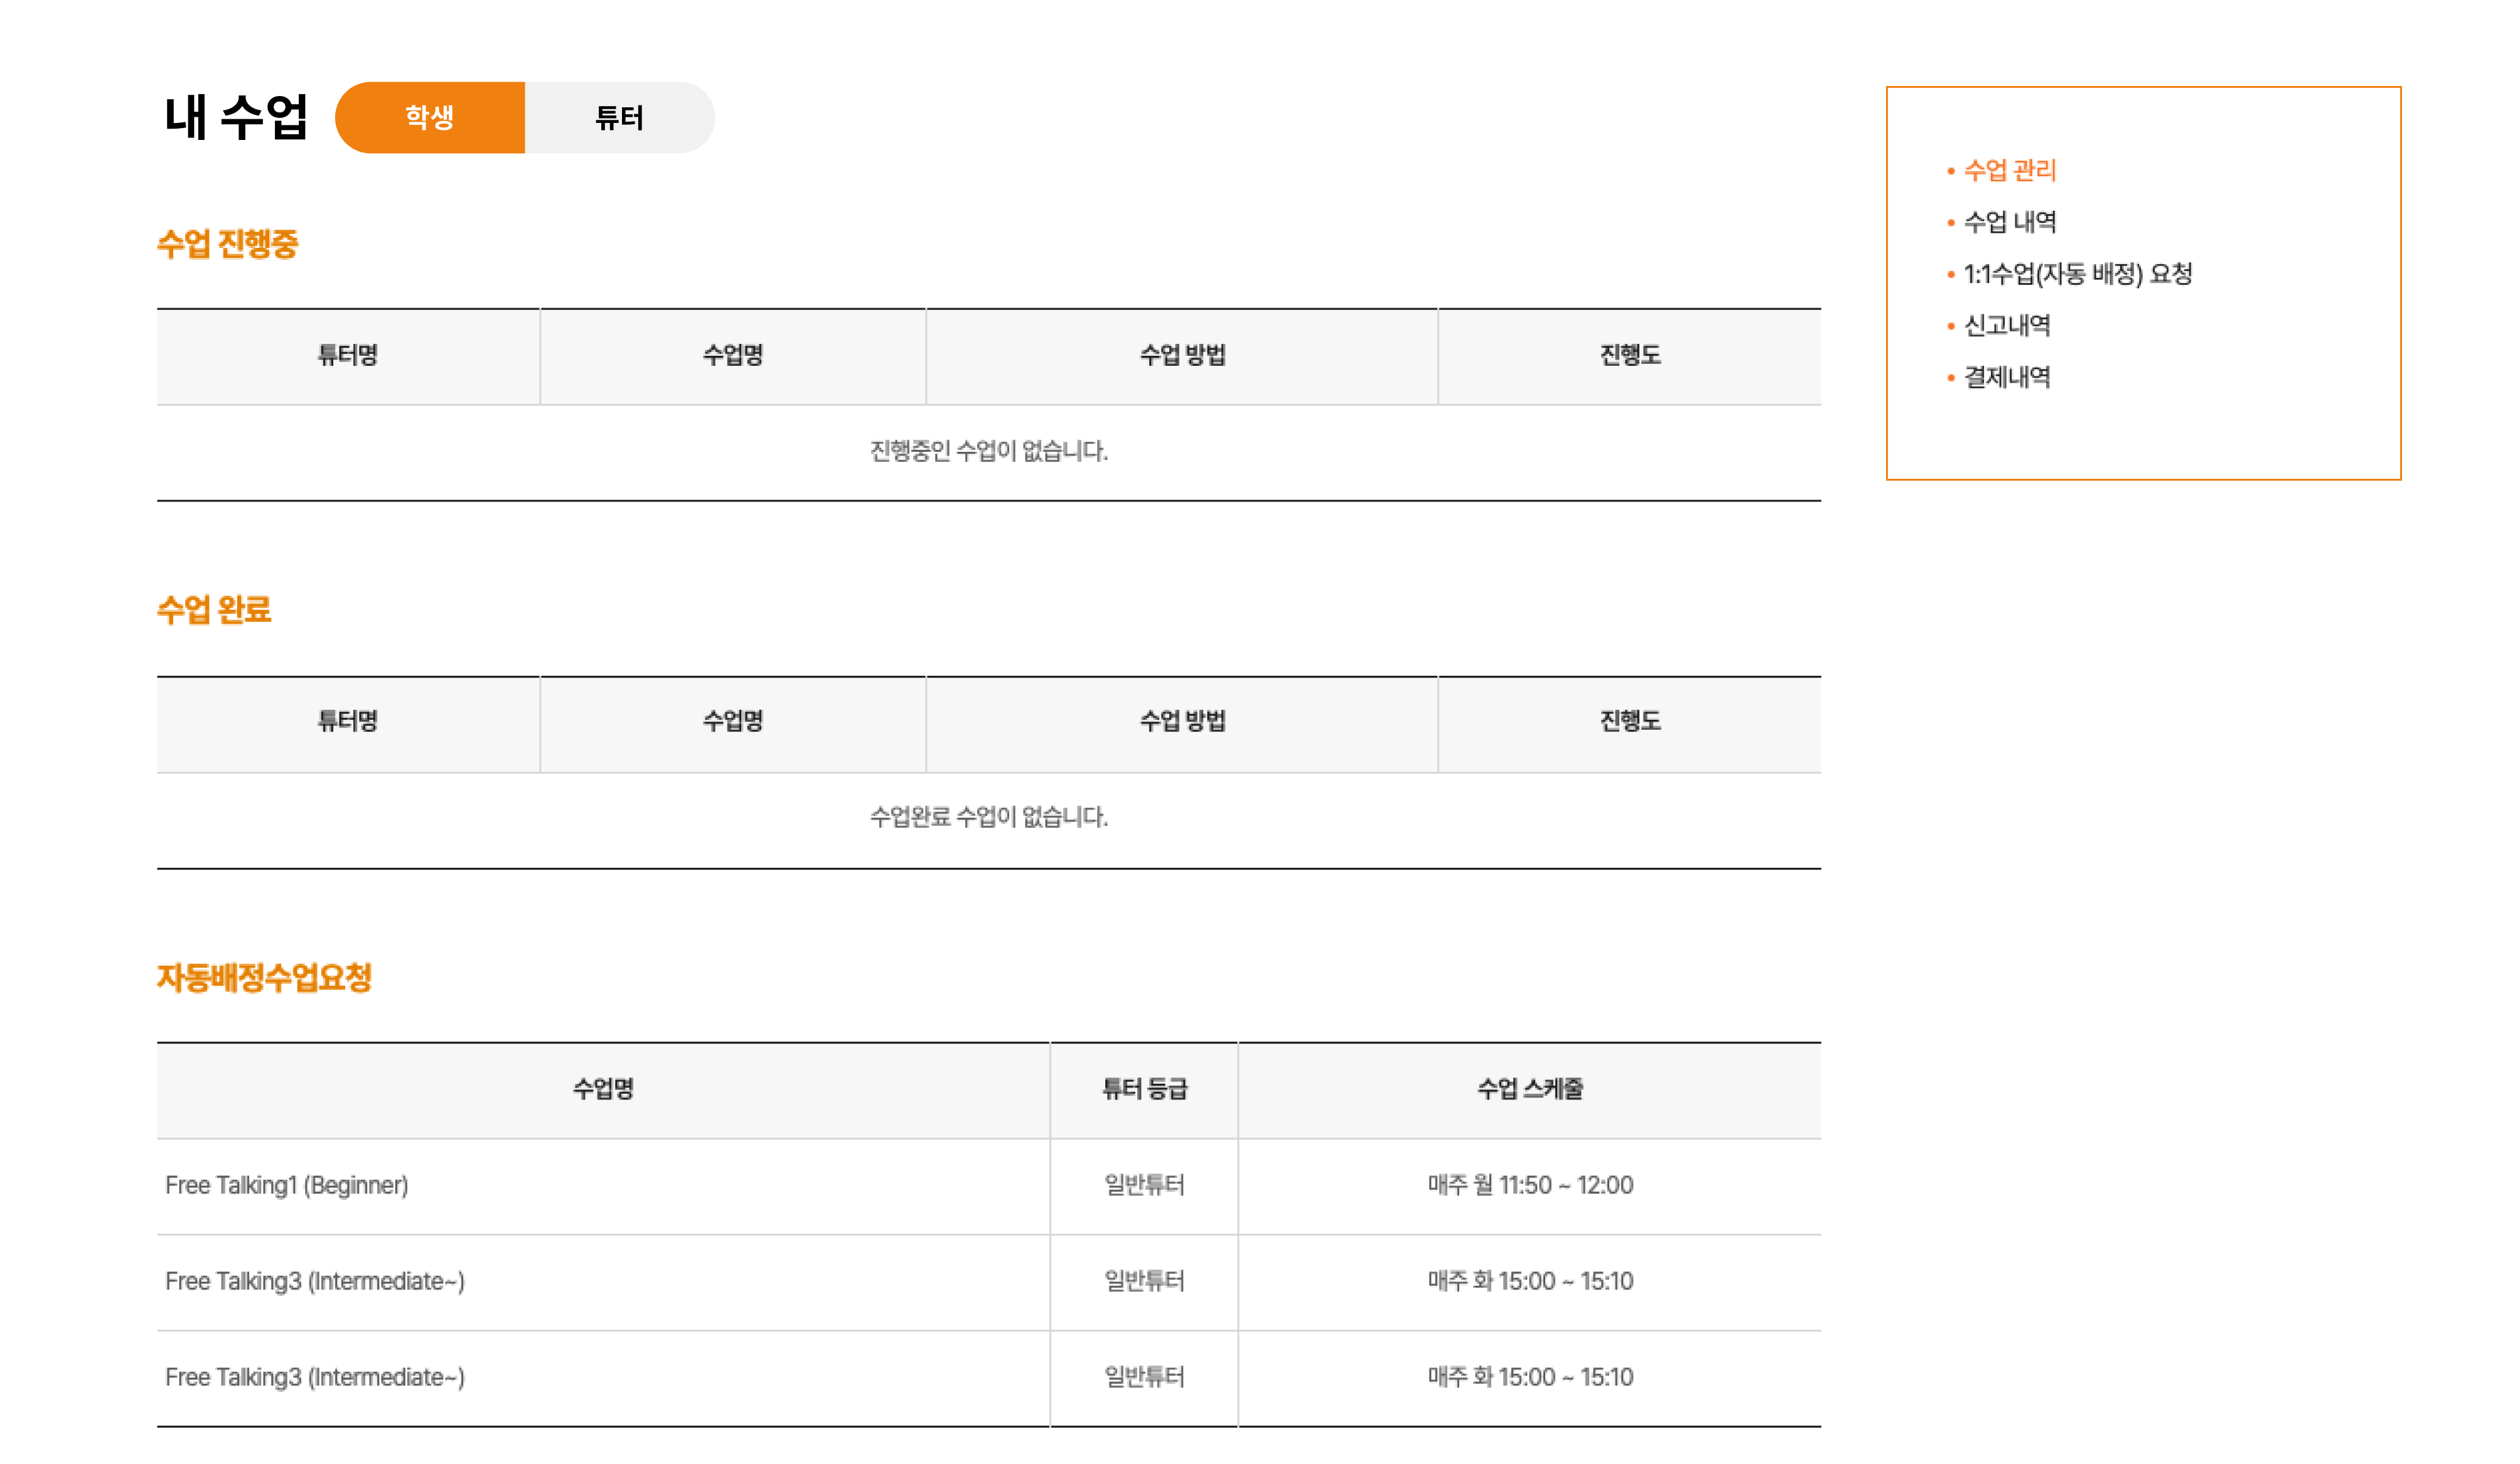 내 수업 학생 튜터
수업 진행중
튜터명 수업명 수업 방법 진행도
진행중인 수업이 없습니다.
수업 완료
튜터명 수업명 수업 방법 진행도
수업완료 수업이 없습니다.
자동배정수업요청
수업명 튜터 등급 수업 스케줄
Free Talking1 (Beginner) 일반튜터 매주 월 11:50 ~ 12:00
Free Talking3 (Intermediate~) 일반튜터 매주 화 15:00 ~ 15:10
Free Talking3 (Intermediate~) 일반튜터 매주 화 15:00 ~ 15:10
• 수업 관리
• 수업 내역
• 1:1수업(자동 배정) 요청
• 신고내역
• 결제내역